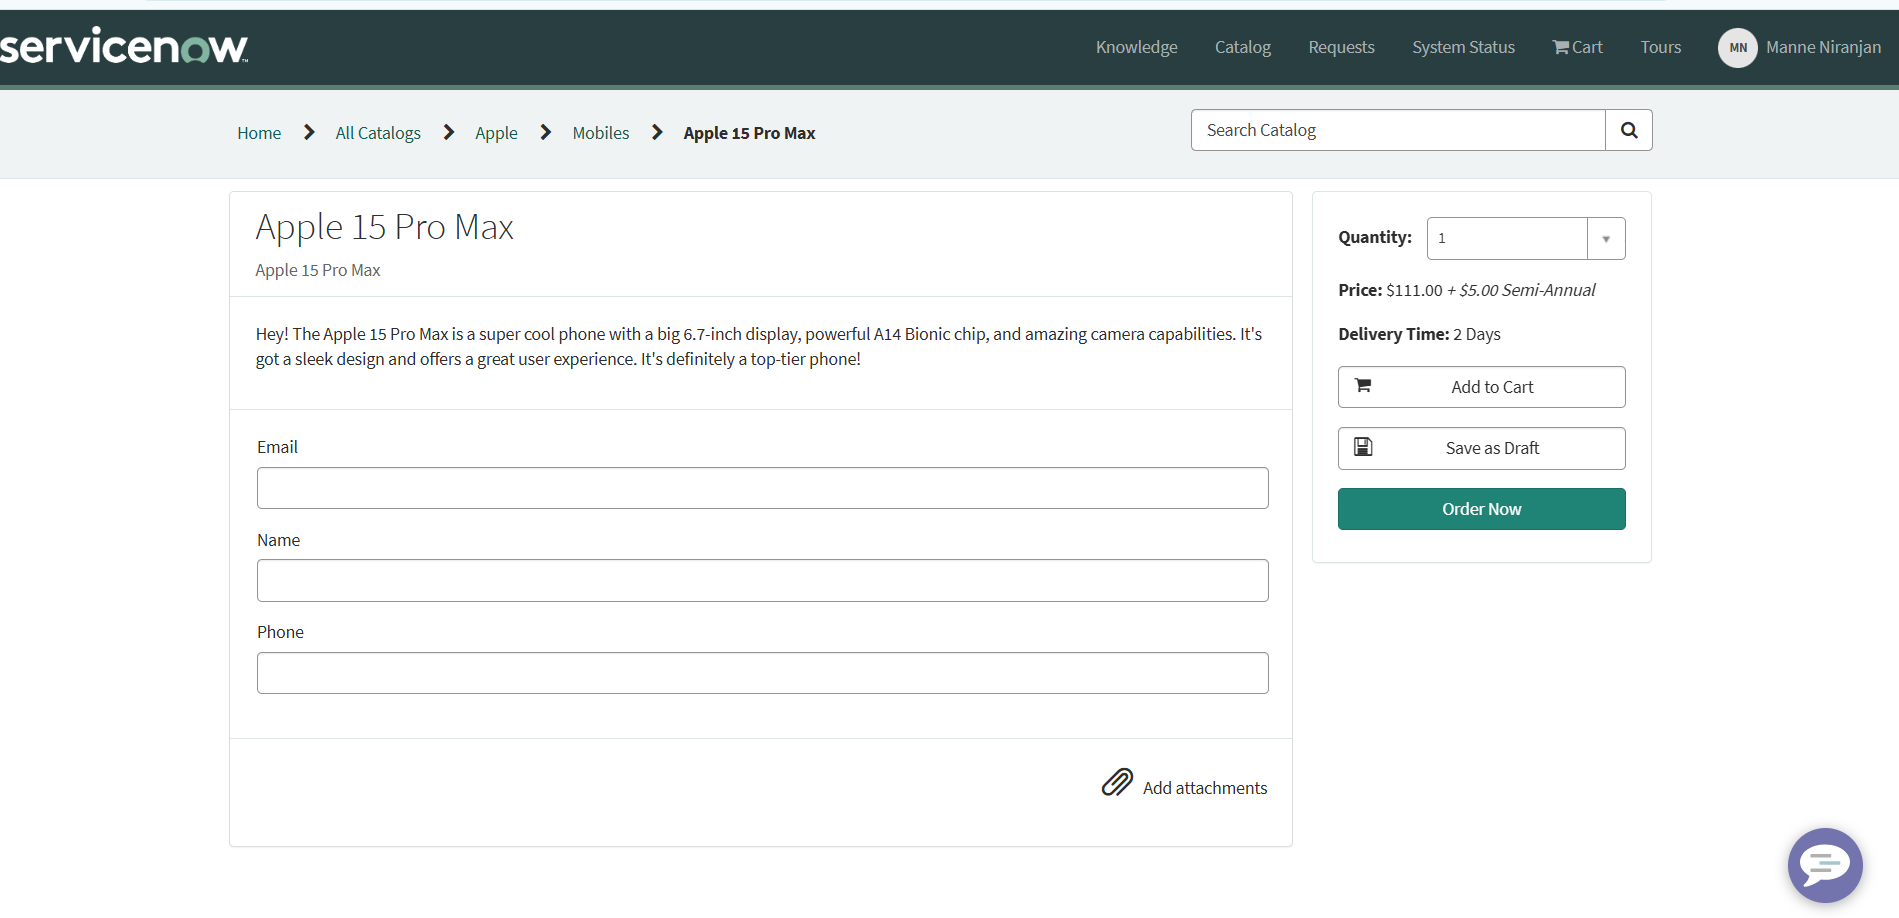 servicenow
Knowledge Catalog Requests System Status Cart Tours MN Manne Niranjan
Home All Catalogs Apple Mobiles Apple 15 Pro Max
Search Catalog
Apple 15 Pro Max
Apple 15 Pro Max
Hey! The Apple 15 Pro Max is a super cool phone with a big 6.7-inch display, powerful A14 Bionic chip, and amazing camera capabilities. It's
got a sleek design and offers a great user experience. It's definitely a top-tier phone!
Email
Name
Phone
Add attachments
Quantity: 1
Price: $111.00 + $5.00 Semi-Annual
Delivery Time: 2 Days
Add to Cart
Save as Draft
Order Now